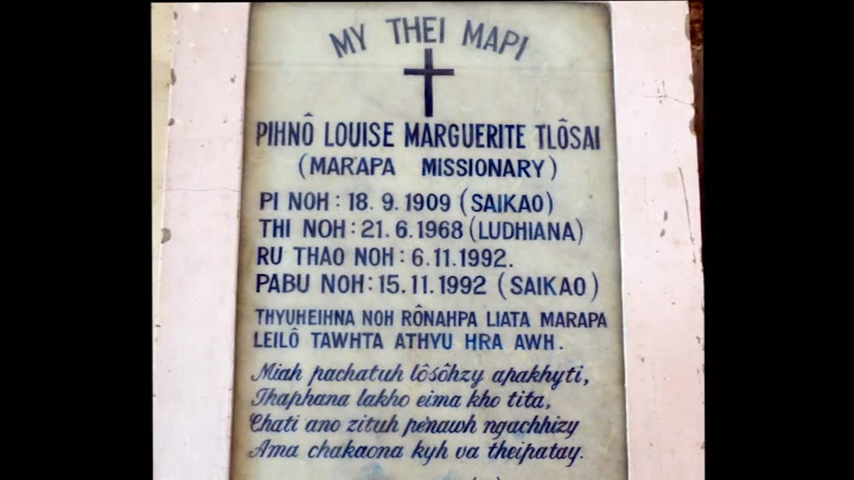 MY THEI MAPI
PIHNÔ LOUISE MARGUERITE TLÔSAI
(MARAPA MISSIONARY)
PI NOH : 18. 9. 1909 (SAIKAO)
THI NOH : 21. 6. 1968 (LUDHIANA)
RU THAO NOH : 6.11.1992.
PABU NOH : 15.11.1992 (SAIKAO)
THYUHEIHNA NOH RÔNAHPA LIATA MARAPA
LEILÔ TAWHTA ATHYU HRA AWH.
Miah pachatuh lôsôhzy apakhyti,
Thaphana lakho eima kho tita,
Chati ano zituh penawh ngachhizy
Ama chakaona kyh va theipatay.